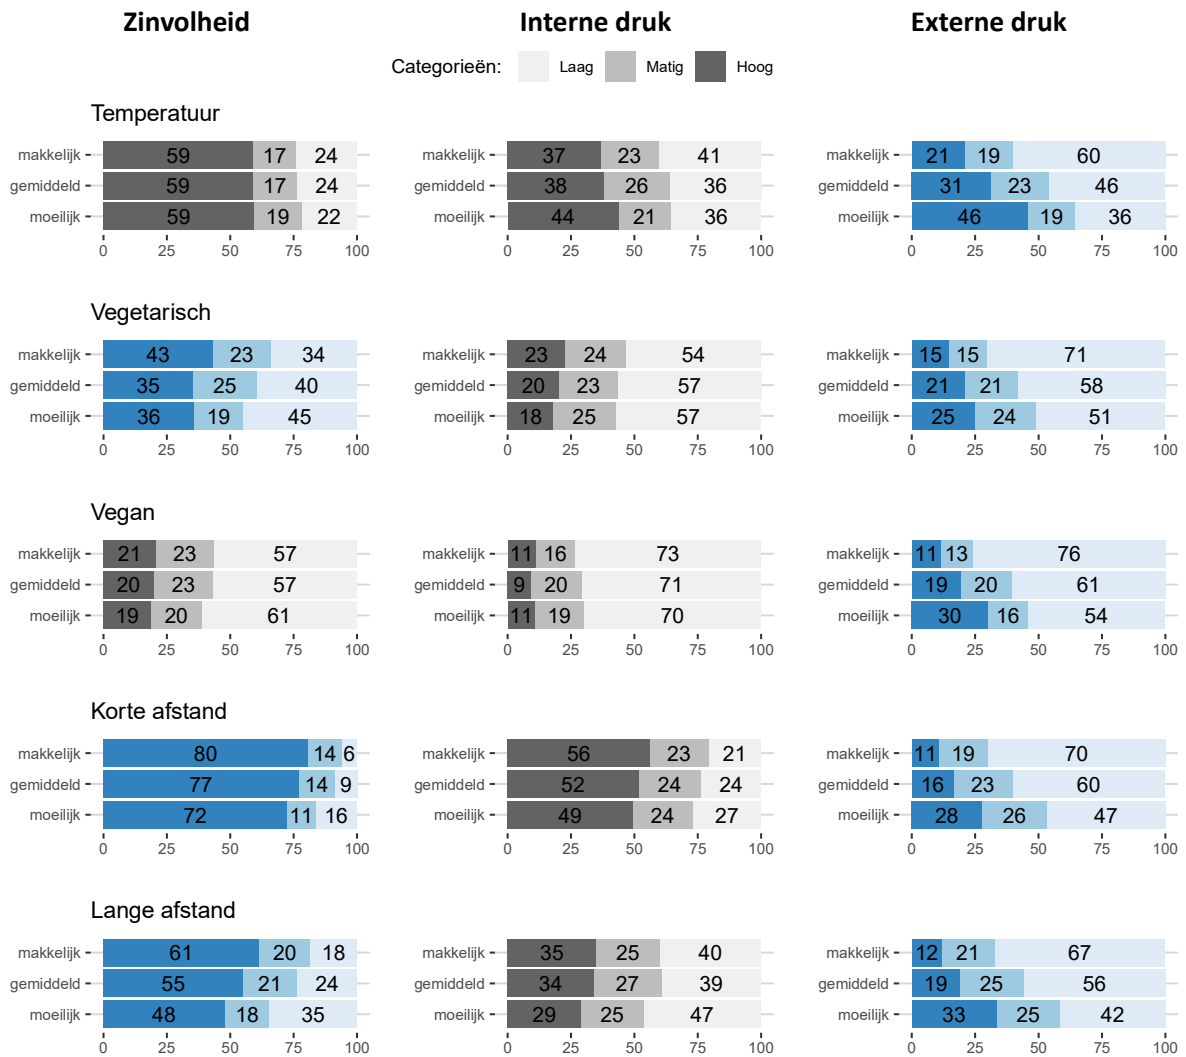 Zinvolheid Interne druk Externe druk
Categorieën: Laag Matig Hoog
Temperatuur
makkelijk 59 17 24 makkelijk 37 23 41 makkelijk 21 19 60
gemiddeld 59 17 24 gemiddeld 38 26 36 gemiddeld 31 23 46
moeilijk 59 19 22 moeilijk 44 21 36 moeilijk 46 19 36
0 25 50 75 100 0 25 50 75 100 0 25 50 75 100
Vegetarisch
makkelijk 43 23 34 makkelijk 23 24 54 makkelijk 15 15 71
gemiddeld 35 25 40 gemiddeld 20 23 57 gemiddeld 21 21 58
moeilijk 36 19 45 moeilijk 18 25 57 moeilijk 25 24 51
0 25 50 75 100 0 25 50 75 100 0 25 50 75 100
Vegan
makkelijk 21 23 57 makkelijk 11 16 73 makkelijk 11 13 76
gemiddeld 20 23 57 gemiddeld 9 20 71 gemiddeld 19 20 61
moeilijk 19 20 61 moeilijk 11 19 70 moeilijk 30 16 54
0 25 50 75 100 0 25 50 75 100 0 25 50 75 100
Korte afstand
makkelijk 80 14 6 makkelijk 56 23 21 makkelijk 11 19 70
gemiddeld 77 14 9 gemiddeld 52 24 24 gemiddeld 16 23 60
moeilijk 72 11 16 moeilijk 49 24 27 moeilijk 28 26 47
0 25 50 75 100 0 25 50 75 100 0 25 50 75 100
Lange afstand
makkelijk 61 20 18 makkelijk 35 25 40 makkelijk 12 21 67
gemiddeld 55 21 24 gemiddeld 34 27 39 gemiddeld 19 25 56
moeilijk 48 18 35 moeilijk 29 25 47 moeilijk 33 25 42
0 25 50 75 100 0 25 50 75 100 0 25 50 75 100